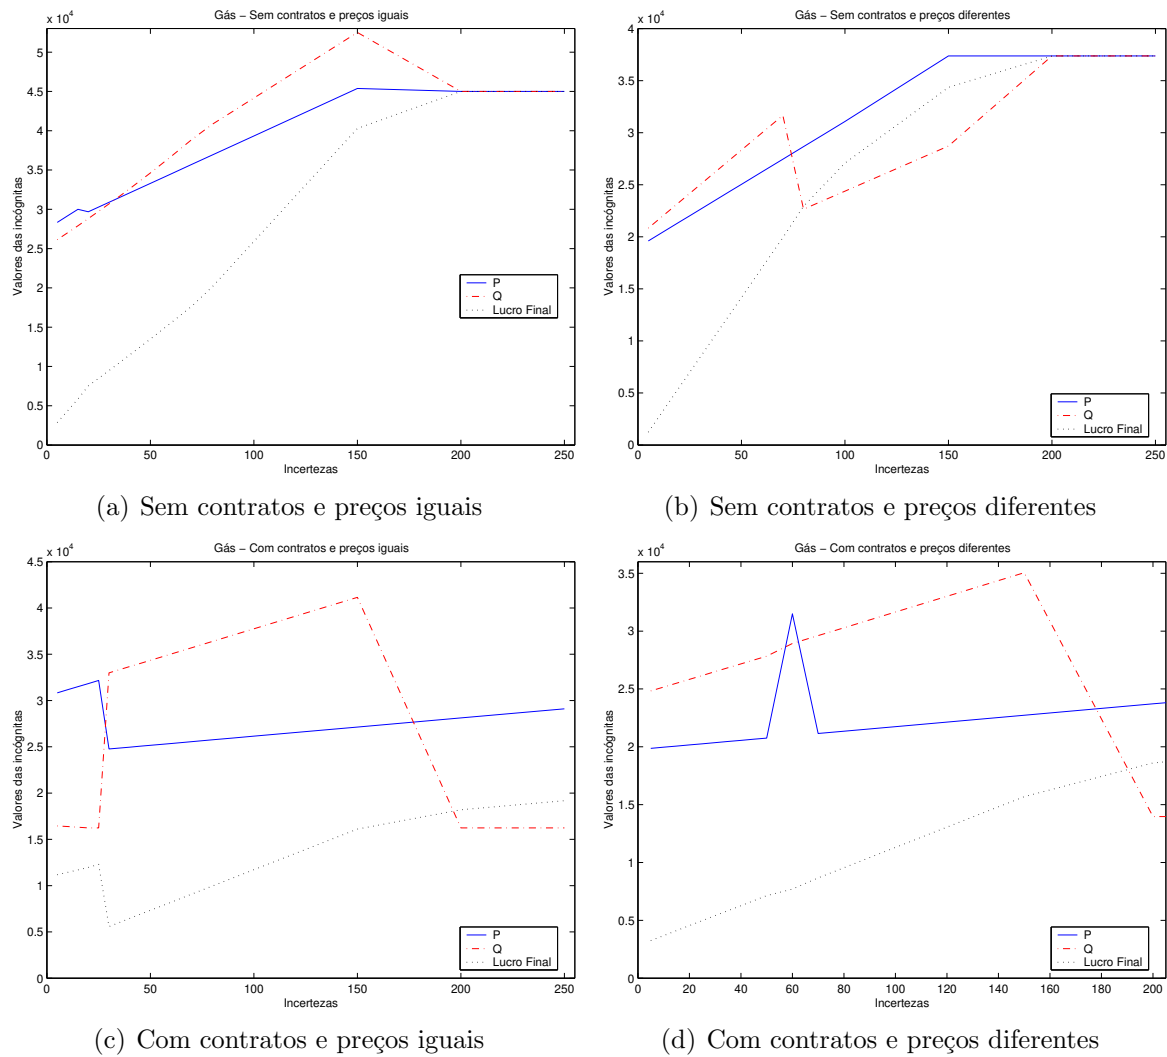 Gás − Sem contratos e preços iguais
x 10^4
5
4.5
4
3.5
3
2.5
2
1.5
1
0.5
0
Valores das incógnitas
P
Q
Lucro Final
0 50 100 150 200 250
Incertezas
(a) Sem contratos e preços iguais
Gás − Sem contratos e preços diferentes
x 10^4
4
3.5
3
2.5
2
1.5
1
0.5
0
Valores das incógnitas
P
Q
Lucro Final
0 50 100 150 200 250
Incertezas
(b) Sem contratos e preços diferentes
Gás − Com contratos e preços iguais
x 10^4
4.5
4
3.5
3
2.5
2
1.5
1
0.5
0
Valores das incógnitas
P
Q
Lucro Final
0 50 100 150 200 250
Incertezas
(c) Com contratos e preços iguais
Gás − Com contratos e preços diferentes
x 10^4
3.5
3
2.5
2
1.5
1
0.5
0
Valores das incógnitas
P
Q
Lucro Final
0 20 40 60 80 100 120 140 160 180 200
Incertezas
(d) Com contratos e preços diferentes